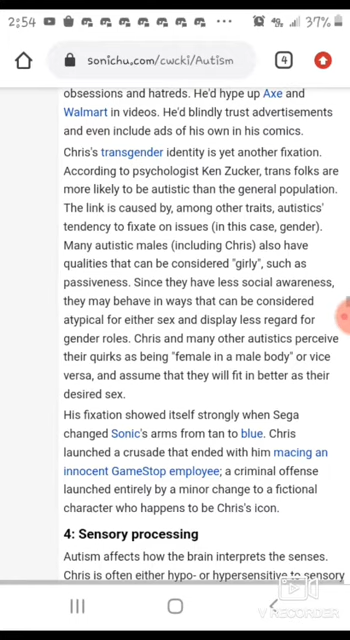 2:54
37%
sonichu.com/cwcki/Autism
4
obsessions and hatreds. He'd hype up Axe and
Walmart in videos. He'd blindly trust advertisements
and even include ads of his own in his comics.
Chris's transgender identity is yet another fixation.
According to psychologist Ken Zucker, trans folks are
more likely to be autistic than the general population.
The link is caused by, among other traits, autistics'
tendency to fixate on issues (in this case, gender).
Many autistic males (including Chris) also have
qualities that can be considered "girly", such as
passiveness. Since they have less social awareness,
they may behave in ways that can be considered
atypical for either sex and display less regard for
gender roles. Chris and many other autistics perceive
their quirks as being "female in a male body" or vice
versa, and assume that they will fit in better as their
desired sex.
His fixation showed itself strongly when Sega
changed Sonic's arms from tan to blue. Chris
launched a crusade that ended with him macing an
innocent GameStop employee; a criminal offense
launched entirely by a minor change to a fictional
character who happens to be Chris's icon.
4: Sensory processing
Autism affects how the brain interprets the senses.
Chris is often either hypo- or hypersensitive to sensory
V RECORDER